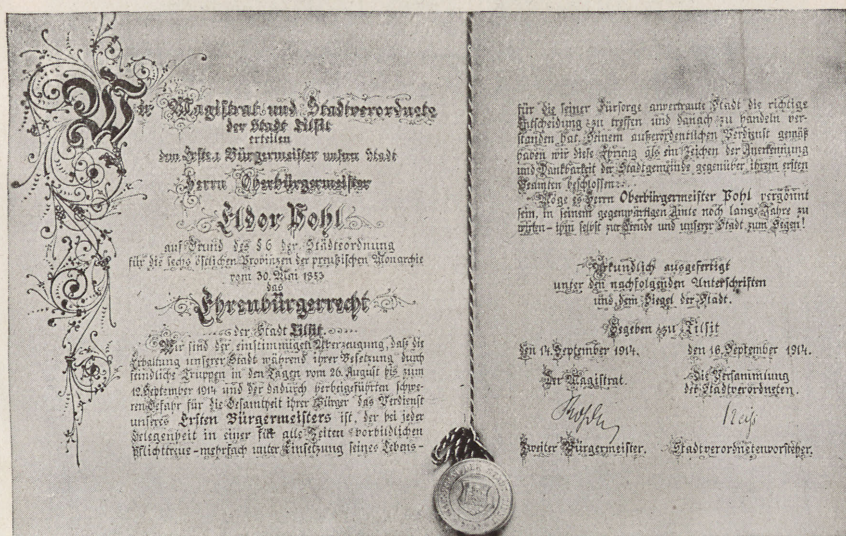 Wir Magistrat und Stadtverordnete
der Stadt Tilsit
erteilen
dem Ersten Bürgermeister unsrer Stadt
Herrn Oberbürgermeister
Eldor Pohl
auf Grund des § 6 der Städteordnung
für die sechs östlichen Provinzen der preußischen Monarchie
vom 30. Mai 1853
das
Ehrenbürgerrecht
der Stadt Tilsit.
Wir sind der einstimmigen Überzeugung, daß die
Erhaltung unserer Stadt während ihrer Besetzung durch
feindliche Truppen in den Tagen vom 26. August bis zum
12. September 1914 und der dadurch herbeigeführten schwe-
ren Gefahr für die Gesamtheit ihrer Bürger das Verdienst
unseres Ersten Bürgermeisters ist, der bei jeder
Gelegenheit in einer für alle Zeiten vorbildlichen
Pflichttreue - mehrfach unter Einsetzung seines Lebens -
für die seiner Fürsorge anvertraute Stadt die richtige
Entscheidung zu treffen und danach zu handeln ver-
standen hat. Seinem außerordentlichen Verdienst gemäß
haben wir diese Ehrung als ein Zeichen der Anerkennung
und Dankbarkeit der Stadtgemeinde gegenüber ihrem ersten
Beamten beschlossen.
Möge es Herrn Oberbürgermeister Pohl vergönnt
sein, in seinem gegenwärtigen Amte noch lange Jahre zu
wirken - ihm selbst zur Freude und unserer Stadt zum Segen!
Urkundlich ausgefertigt
unter den nachfolgenden Unterschriften
und dem Siegel der Stadt.
Gegeben zu Tilsit
den 14. September 1914. den 16. September 1914.
Der Magistrat. Die Versammlung
der Stadtverordneten.
Zweiter Bürgermeister. Stadtverordnetenvorsteher.